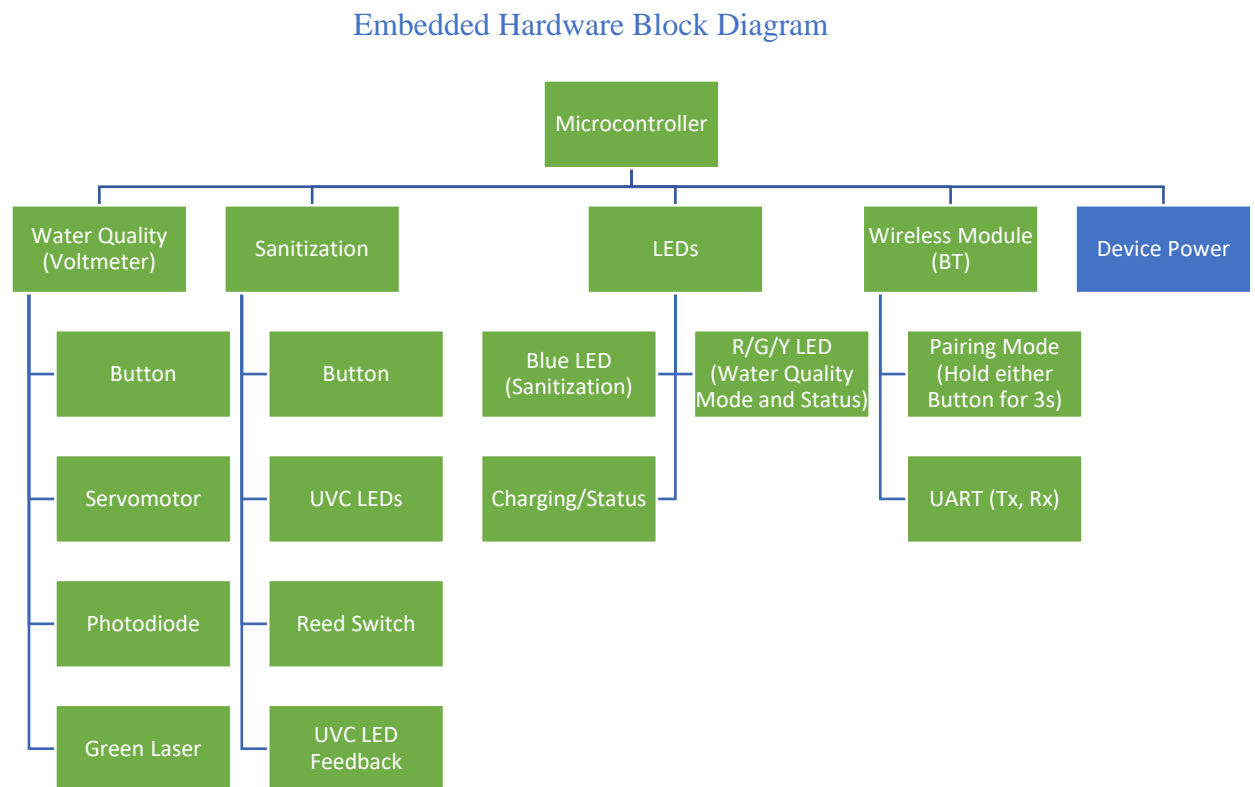 Embedded Hardware Block Diagram
Microcontroller
Water Quality
(Voltmeter)
Sanitization
LEDs
Wireless Module
(BT)
Device Power
Button
Button
Blue LED
(Sanitization)
R/G/Y LED
(Water Quality
Mode and Status)
Pairing Mode
(Hold either
Button for 3s)
Servomotor
UVC LEDs
Charging/Status
UART (Tx, Rx)
Photodiode
Reed Switch
Green Laser
UVC LED
Feedback